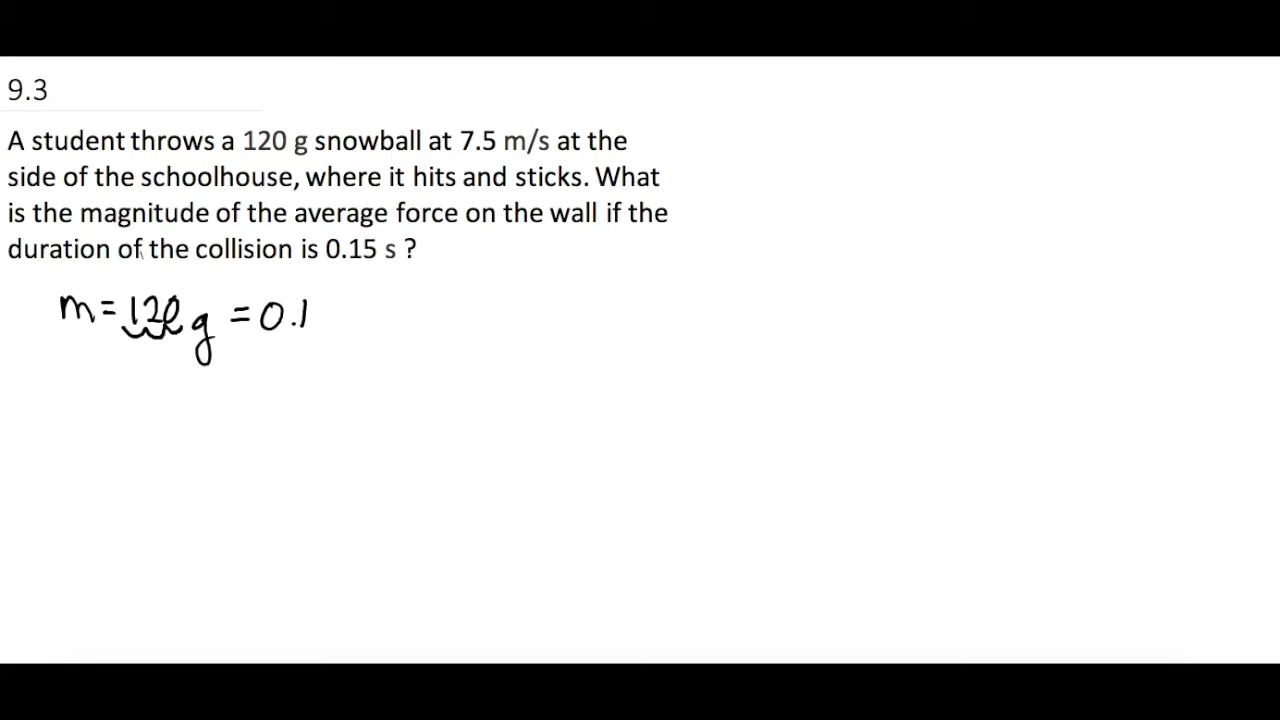 9.3
A student throws a 120 g snowball at 7.5 m/s at the
side of the schoolhouse, where it hits and sticks. What
is the magnitude of the average force on the wall if the
duration of the collision is 0.15 s ?
m = 120 g = 0.1